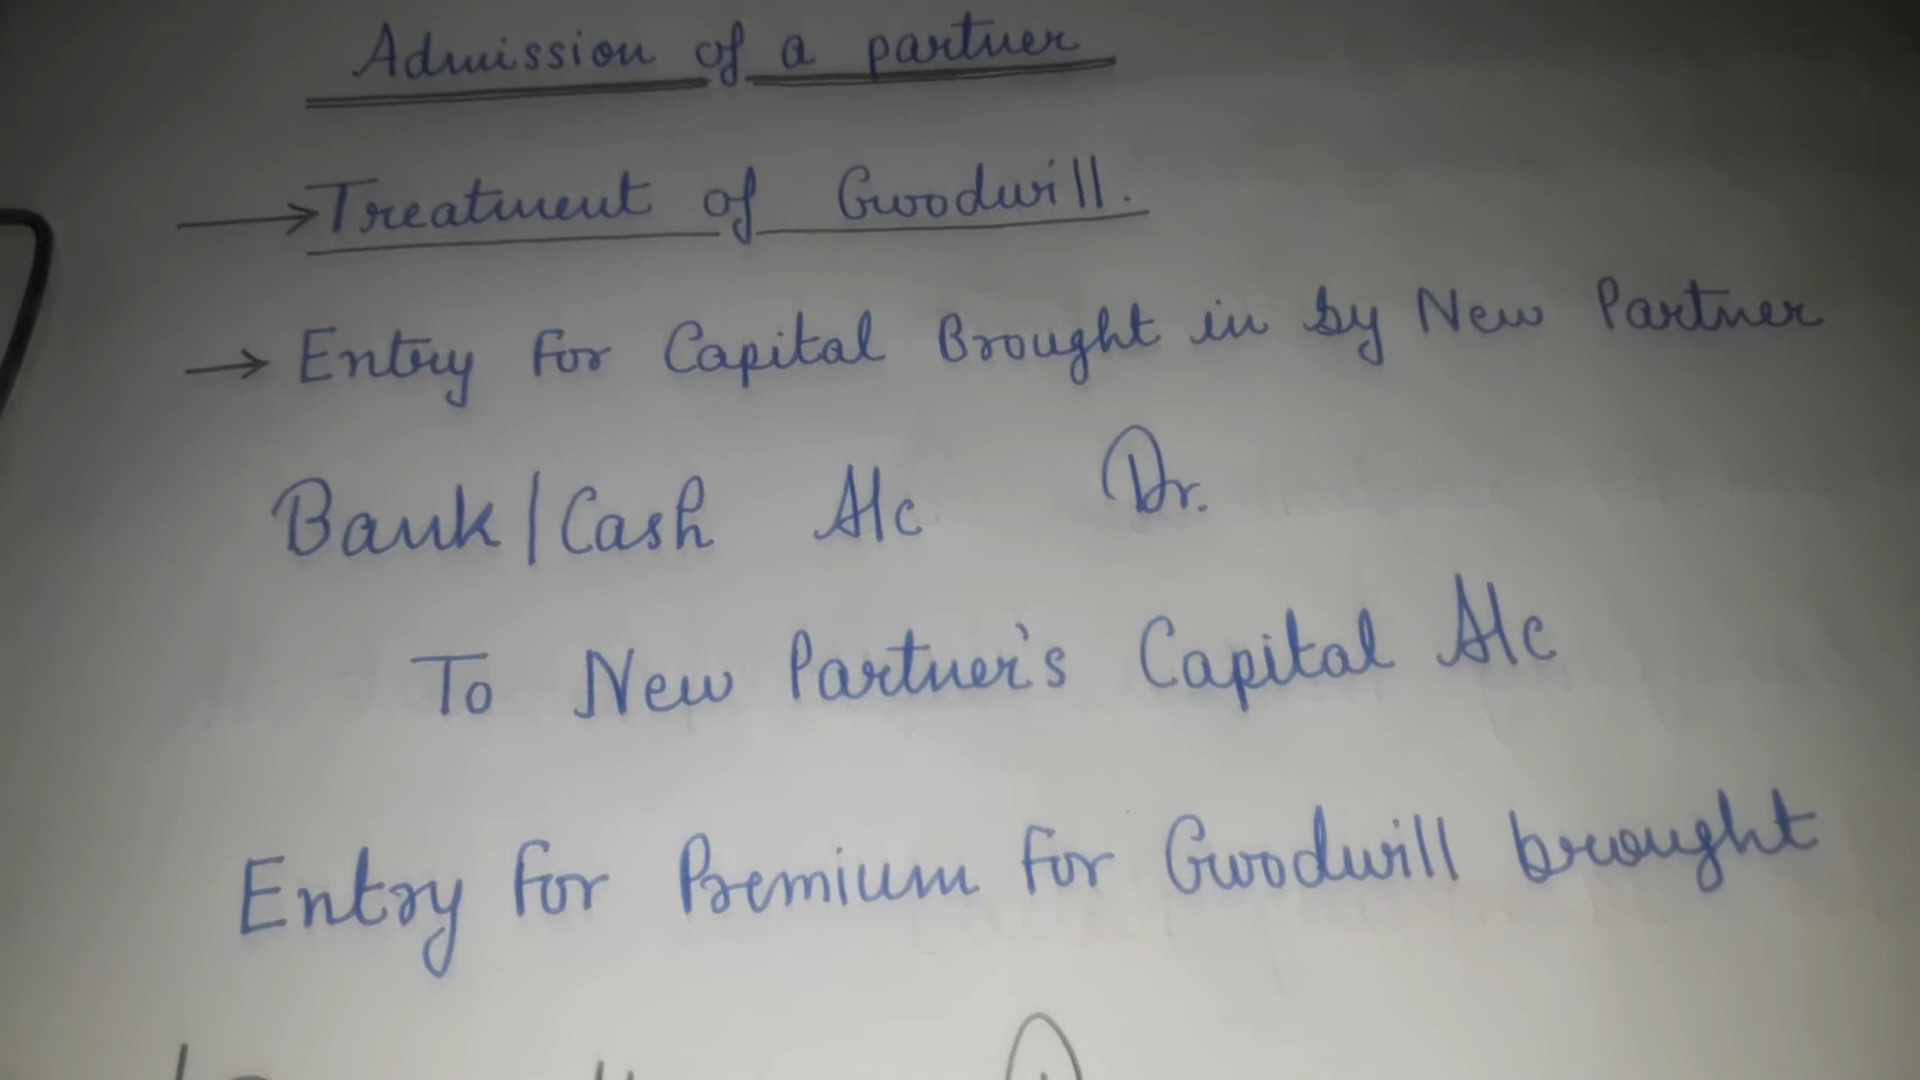 Admission of a partner
→ Treatment of Goodwill.
→ Entry for Capital Brought in by New Partner
Bank/Cash A/c Dr.
To New Partner's Capital A/c
Entry for Premium for Goodwill brought